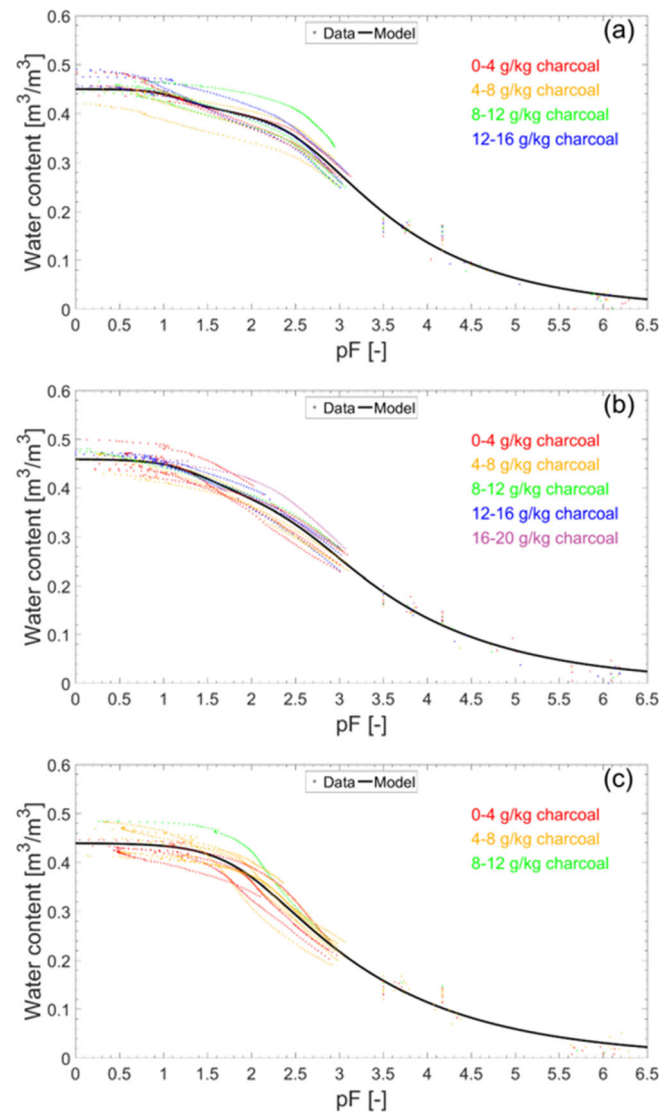 (a)
Data Model
0-4 g/kg charcoal
4-8 g/kg charcoal
8-12 g/kg charcoal
12-16 g/kg charcoal
Water content [m³/m³]
0.6
0.5
0.4
0.3
0.2
0.1
0
0 0.5 1 1.5 2 2.5 3 3.5 4 4.5 5 5.5 6 6.5
pF [-]
(b)
Data Model
0-4 g/kg charcoal
4-8 g/kg charcoal
8-12 g/kg charcoal
12-16 g/kg charcoal
16-20 g/kg charcoal
Water content [m³/m³]
0.6
0.5
0.4
0.3
0.2
0.1
0
0 0.5 1 1.5 2 2.5 3 3.5 4 4.5 5 5.5 6 6.5
pF [-]
(c)
Data Model
0-4 g/kg charcoal
4-8 g/kg charcoal
8-12 g/kg charcoal
Water content [m³/m³]
0.6
0.5
0.4
0.3
0.2
0.1
0
0 0.5 1 1.5 2 2.5 3 3.5 4 4.5 5 5.5 6 6.5
pF [-]